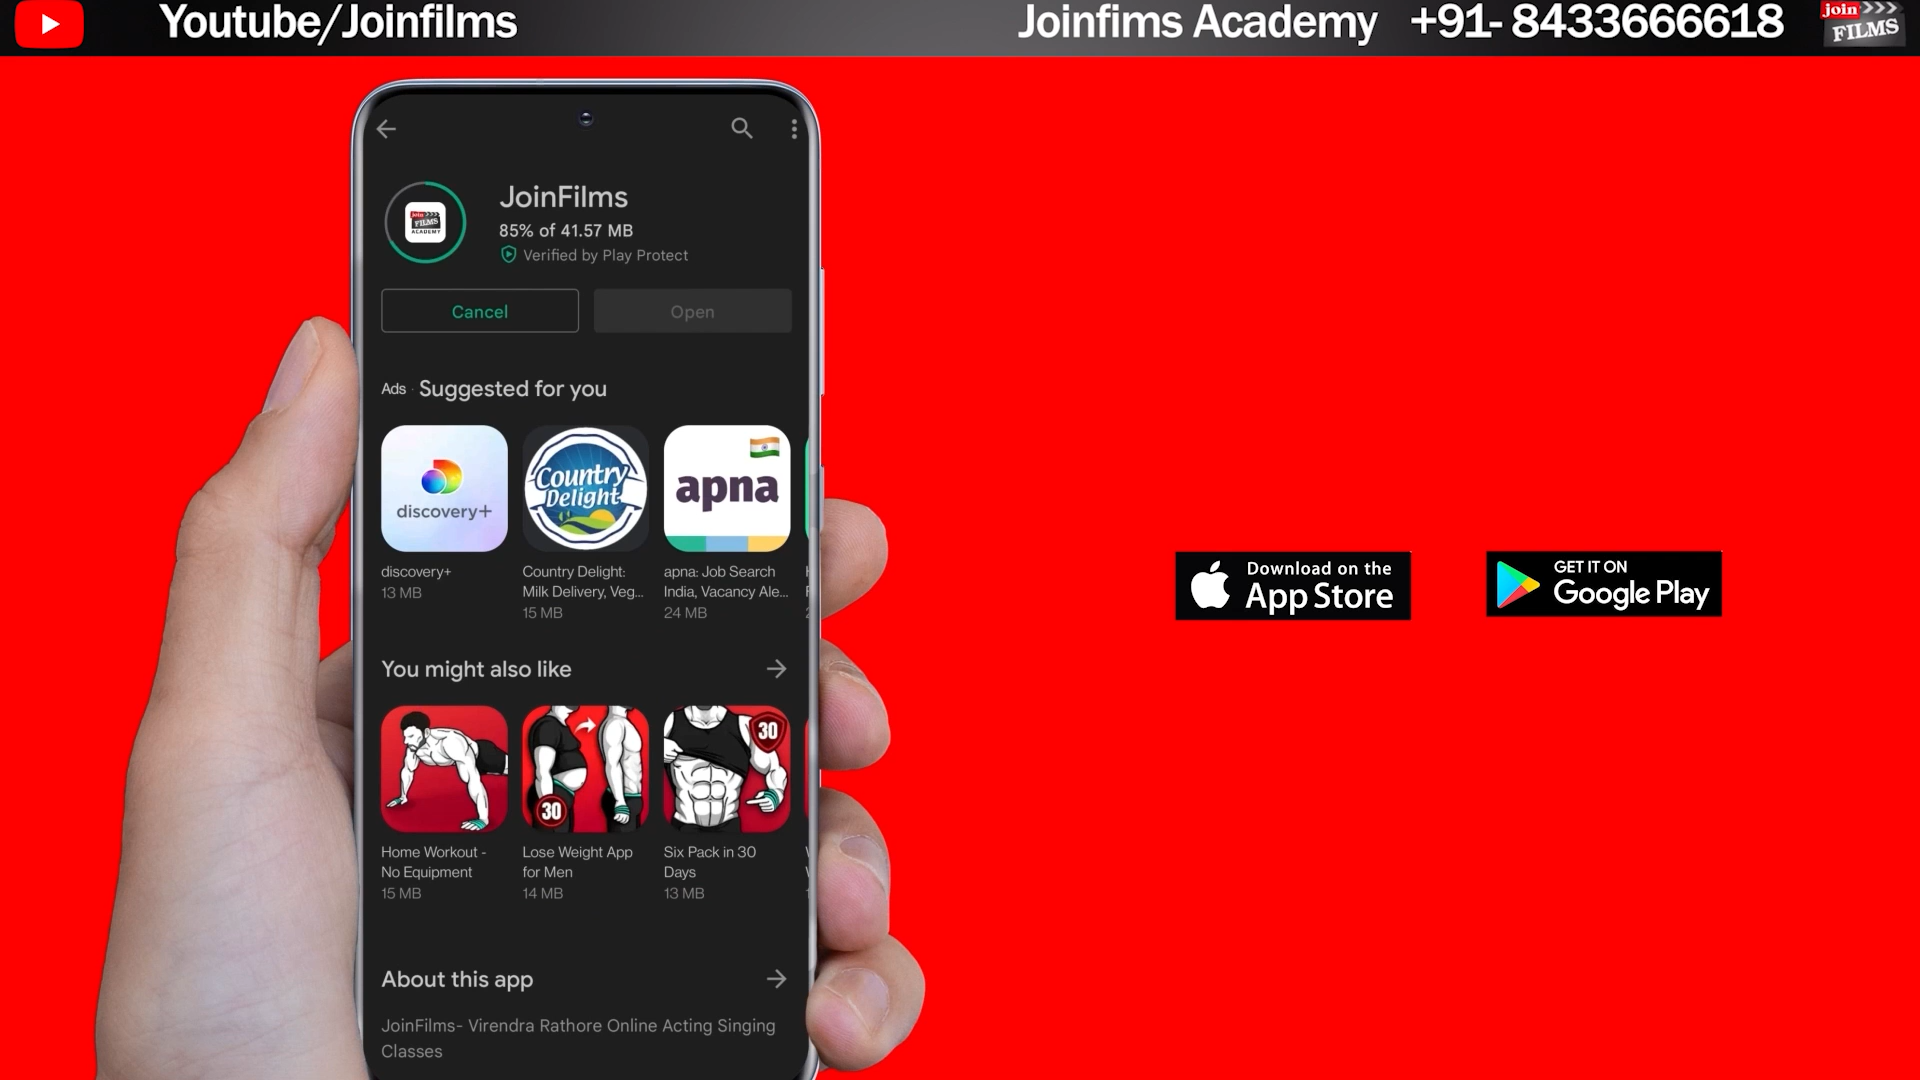 Youtube/Joinfilms
Joinfims Academy +91- 8433666618
join
FILMS
JoinFilms
85% of 41.57 MB
Verified by Play Protect
join
FILMS
ACADEMY
Cancel
Open
Ads · Suggested for you
discovery+
Country
Delight
apna
discovery+
13 MB
Country Delight:
Milk Delivery, Veg...
15 MB
apna: Job Search
India, Vacancy Ale...
24 MB
Download on the
App Store
GET IT ON
Google Play
You might also like
30
30
Home Workout -
No Equipment
15 MB
Lose Weight App
for Men
14 MB
Six Pack in 30
Days
13 MB
About this app
JoinFilms- Virendra Rathore Online Acting Singing
Classes